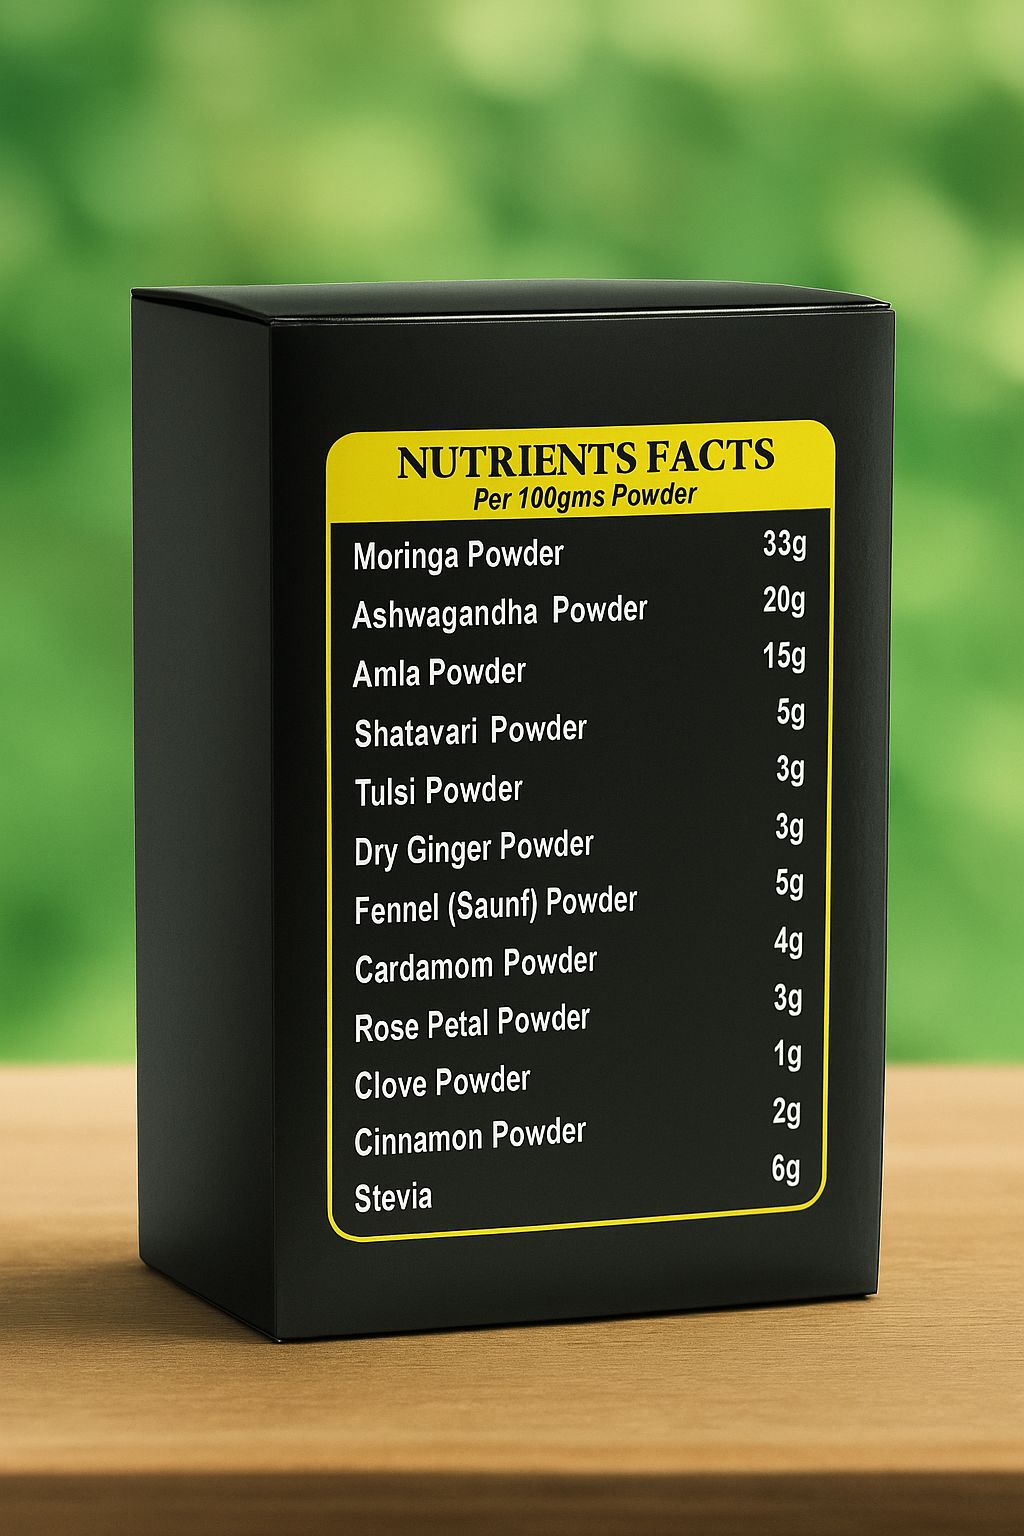 NUTRIENTS FACTS
Per 100gms Powder
Moringa Powder 33g
Ashwagandha Powder 20g
Amla Powder 15g
Shatavari Powder 5g
Tulsi Powder 3g
Dry Ginger Powder 3g
Fennel (Saunf) Powder 5g
Cardamom Powder 4g
Rose Petal Powder 3g
Clove Powder 1g
Cinnamon Powder 2g
Stevia 6g